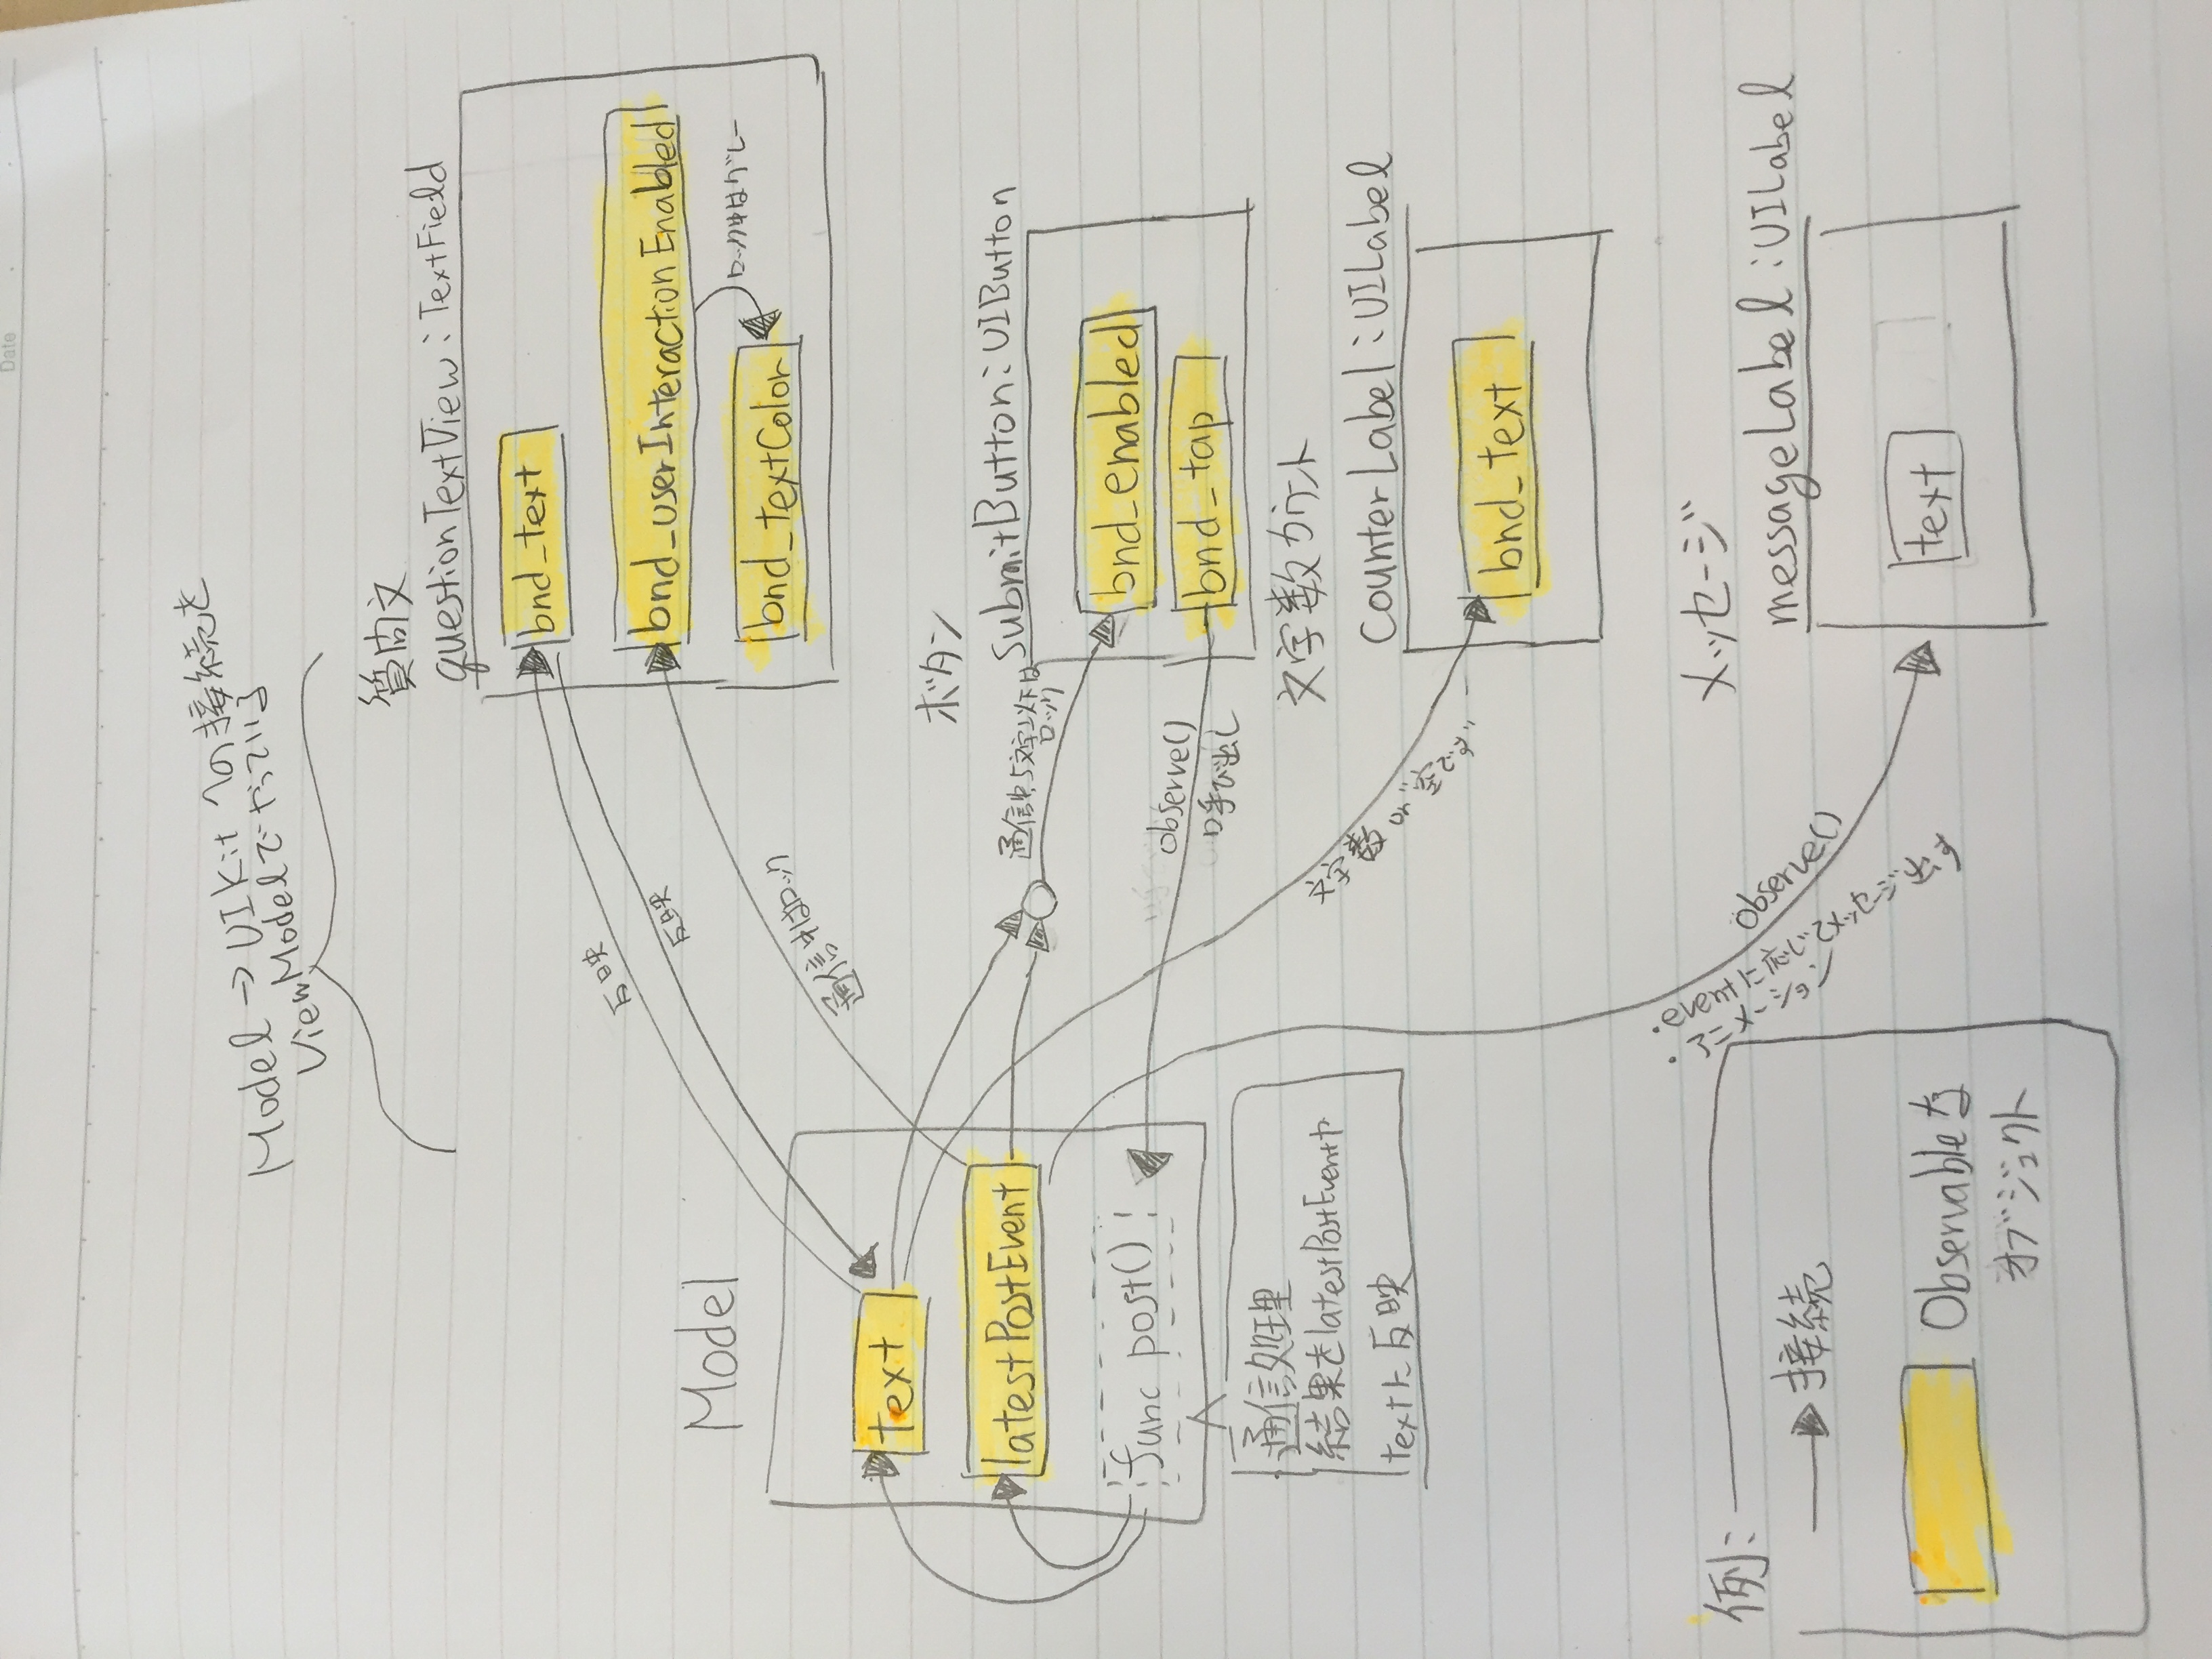 Date
Model → UIKit への接続を
ViewModelでやっている
質問文
questionTextView:TextField
bnd_text
反映
反映
bnd_userInteractionEnabled
ロック中はグレー
bnd_textColor
通信中はロック
Model
text
latestPostEvent
func post()
通信処理
結果をlatestPostEventや
textに反映
ボタン
submitButton:UIButton
通信中,5文字以下は
ロック
bnd_enabled
observe()
呼び出し
bnd_tap
文字数カウント
counterLabel:UILabel
文字数 or "空です"
bnd_text
メッセージ
messageLabel:UILabel
observe()
・eventに応じてメッセージ出す
・アニメーション
text
例:
→ 接続
Observableな
オブジェクト